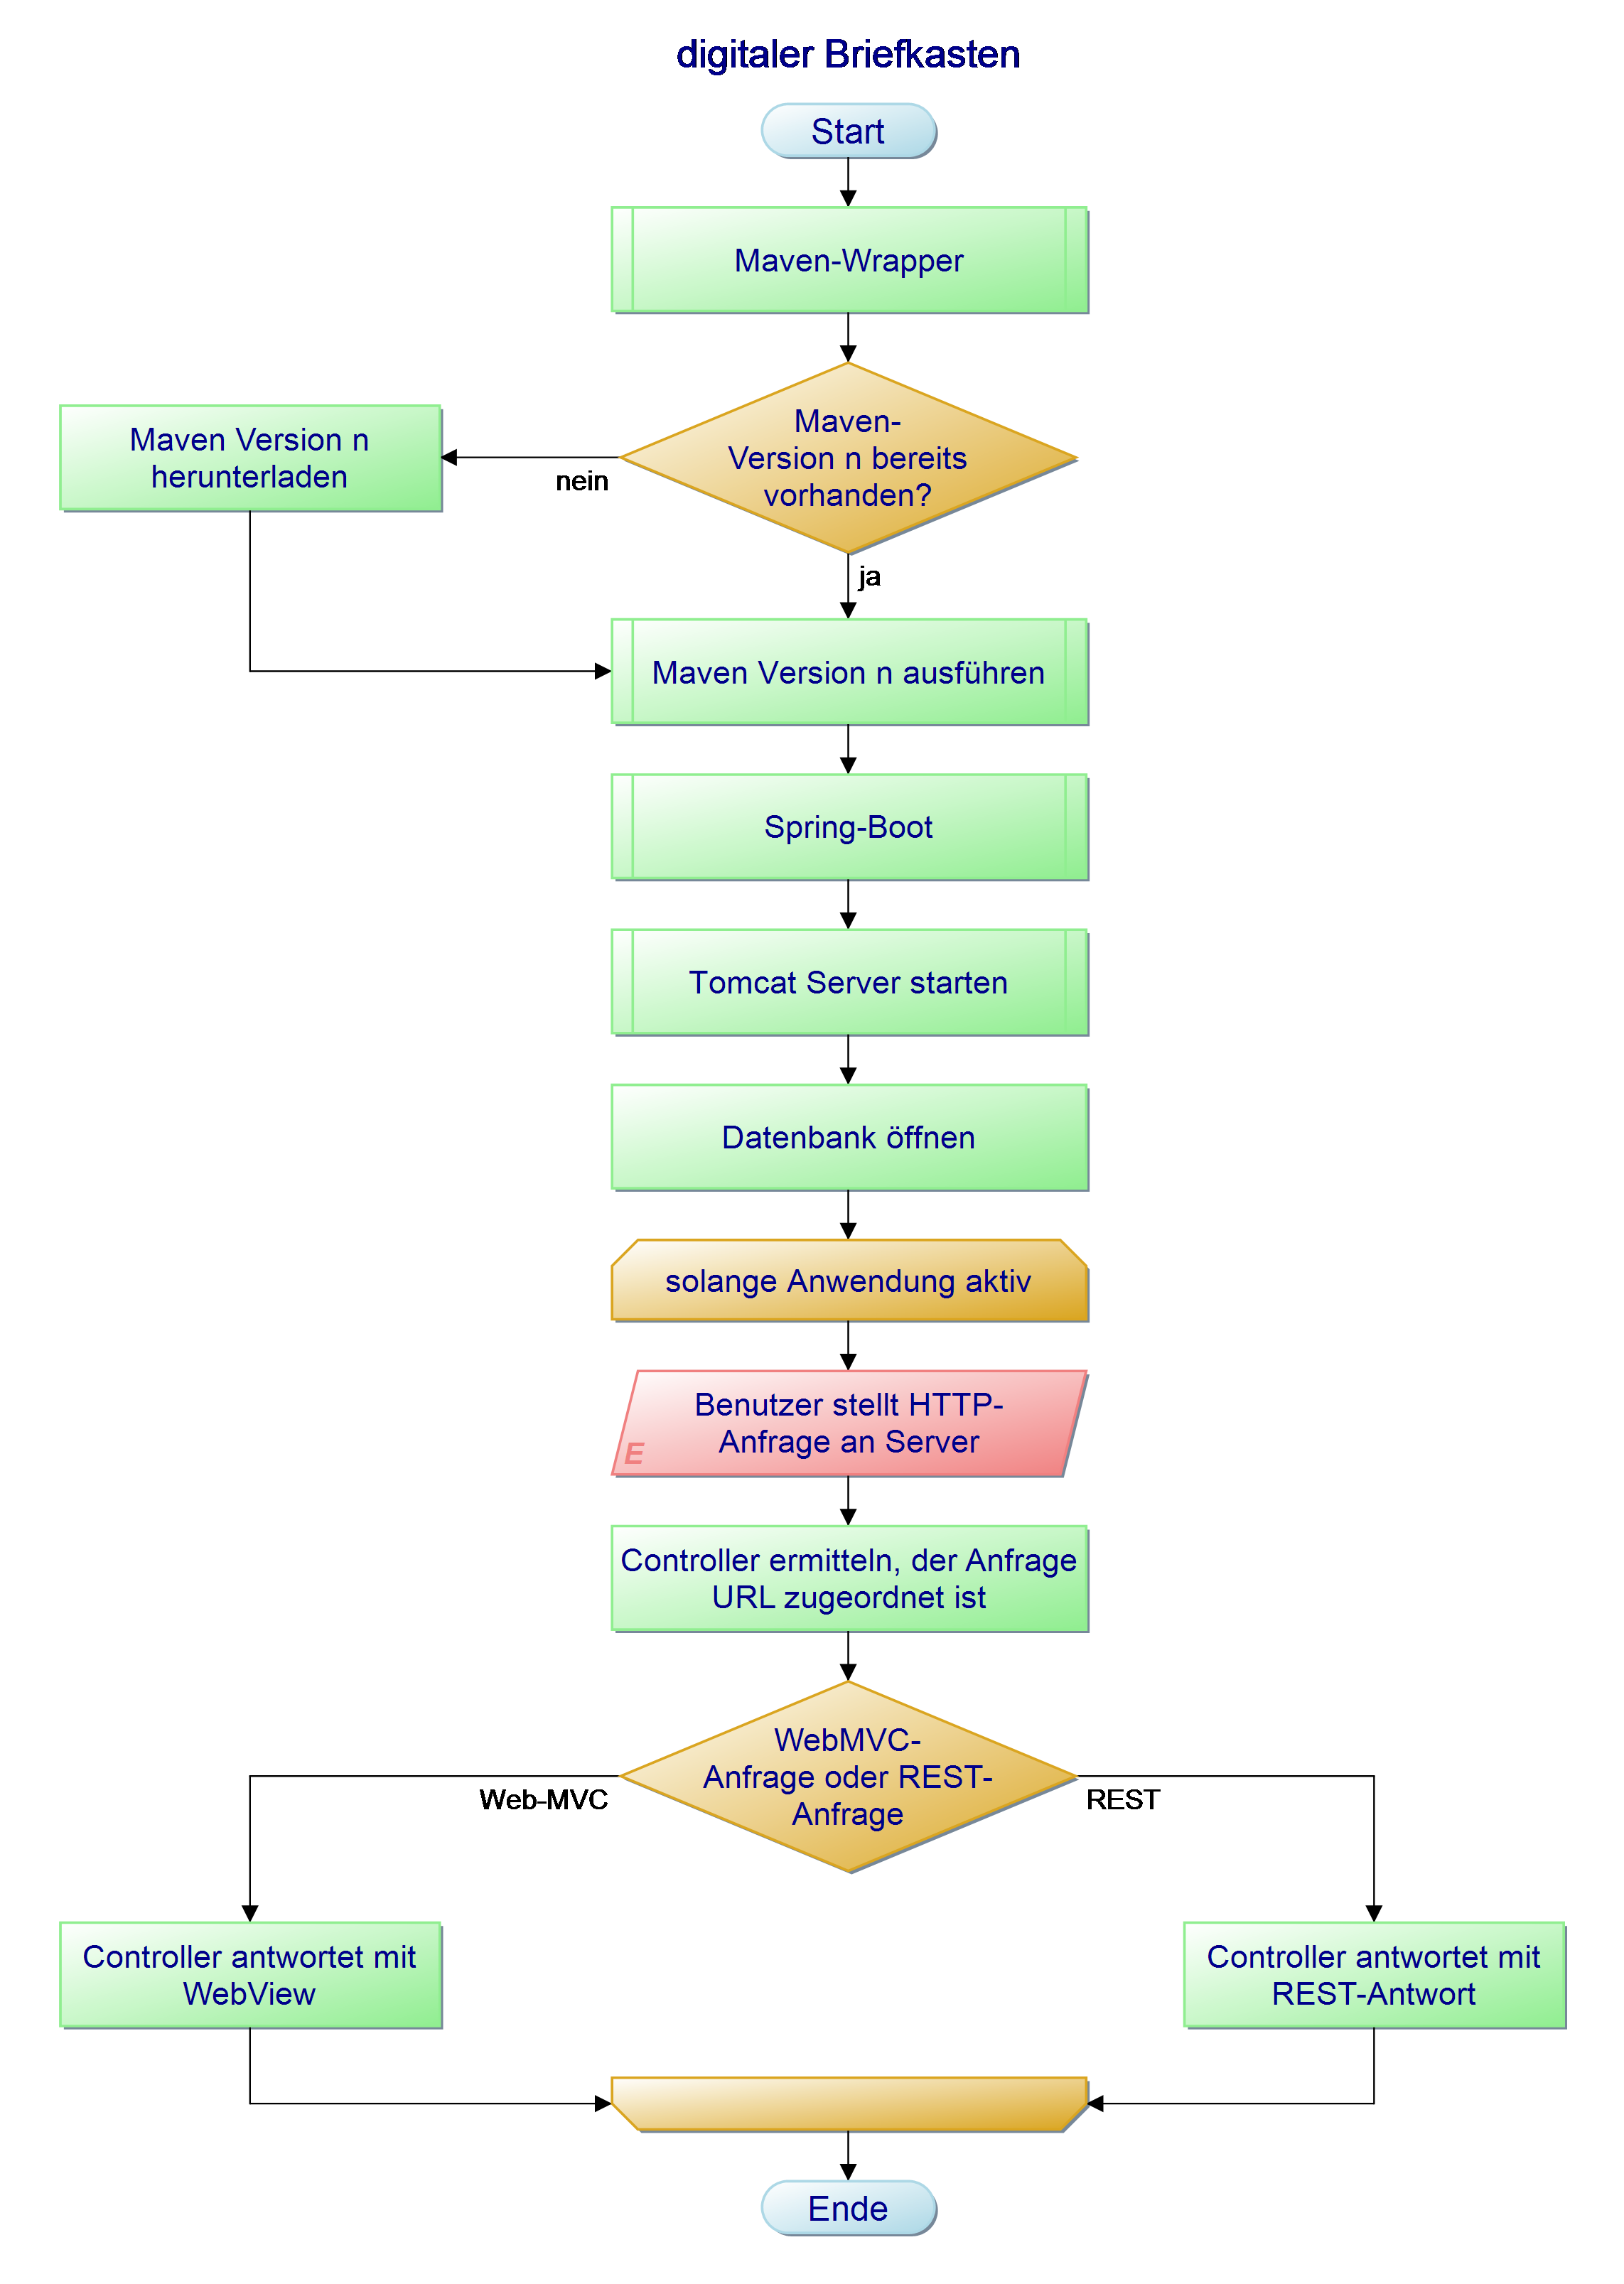 digitaler Briefkasten
Start
Maven-Wrapper
Maven-
Version n bereits
vorhanden?
nein
Maven Version n
herunterladen
ja
Maven Version n ausführen
Spring-Boot
Tomcat Server starten
Datenbank öffnen
solange Anwendung aktiv
Benutzer stellt HTTP-
Anfrage an Server
E
Controller ermitteln, der Anfrage
URL zugeordnet ist
WebMVC-
Anfrage oder REST-
Anfrage
Web-MVC
REST
Controller antwortet mit
WebView
Controller antwortet mit
REST-Antwort
Ende